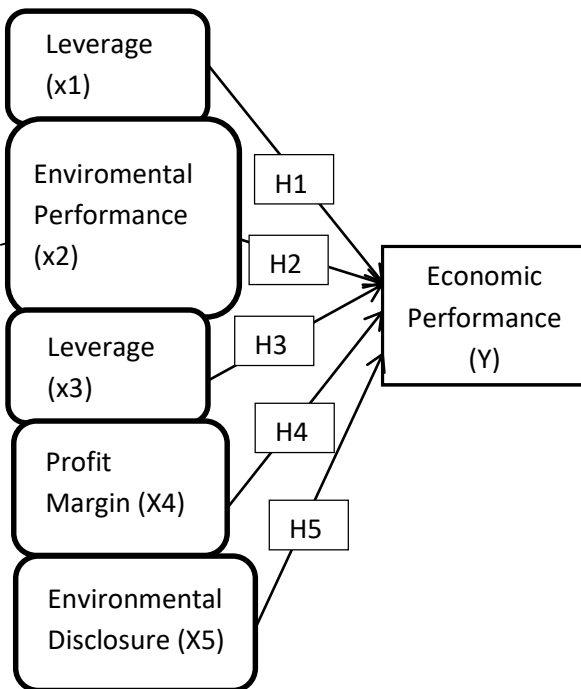 Leverage
(x1)
Enviromental
Performance
(x2)
Leverage
(x3)
Profit
Margin (X4)
Environmental
Disclosure (X5)
H1
H2
H3
H4
H5
Economic
Performance
(Y)